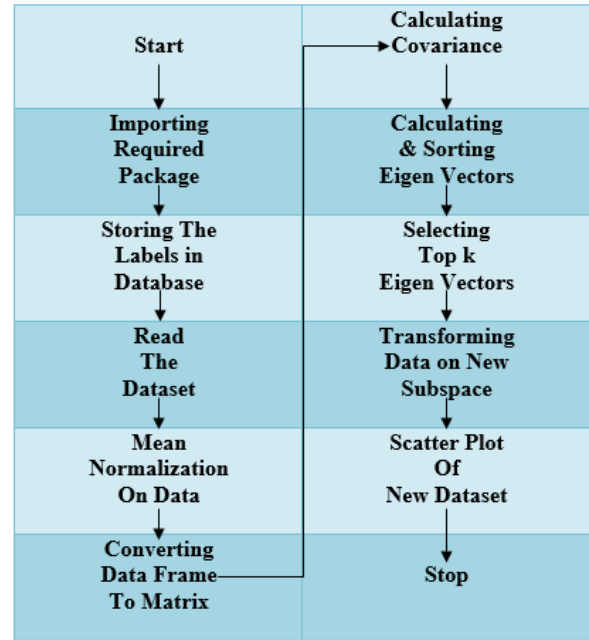 Start
Importing
Required
Package
Storing The
Labels in
Database
Read
The
Dataset
Mean
Normalization
On Data
Converting
Data Frame
To Matrix
Calculating
Covariance
Calculating
& Sorting
Eigen Vectors
Selecting
Top k
Eigen Vectors
Transforming
Data on New
Subspace
Scatter Plot
Of
New Dataset
Stop